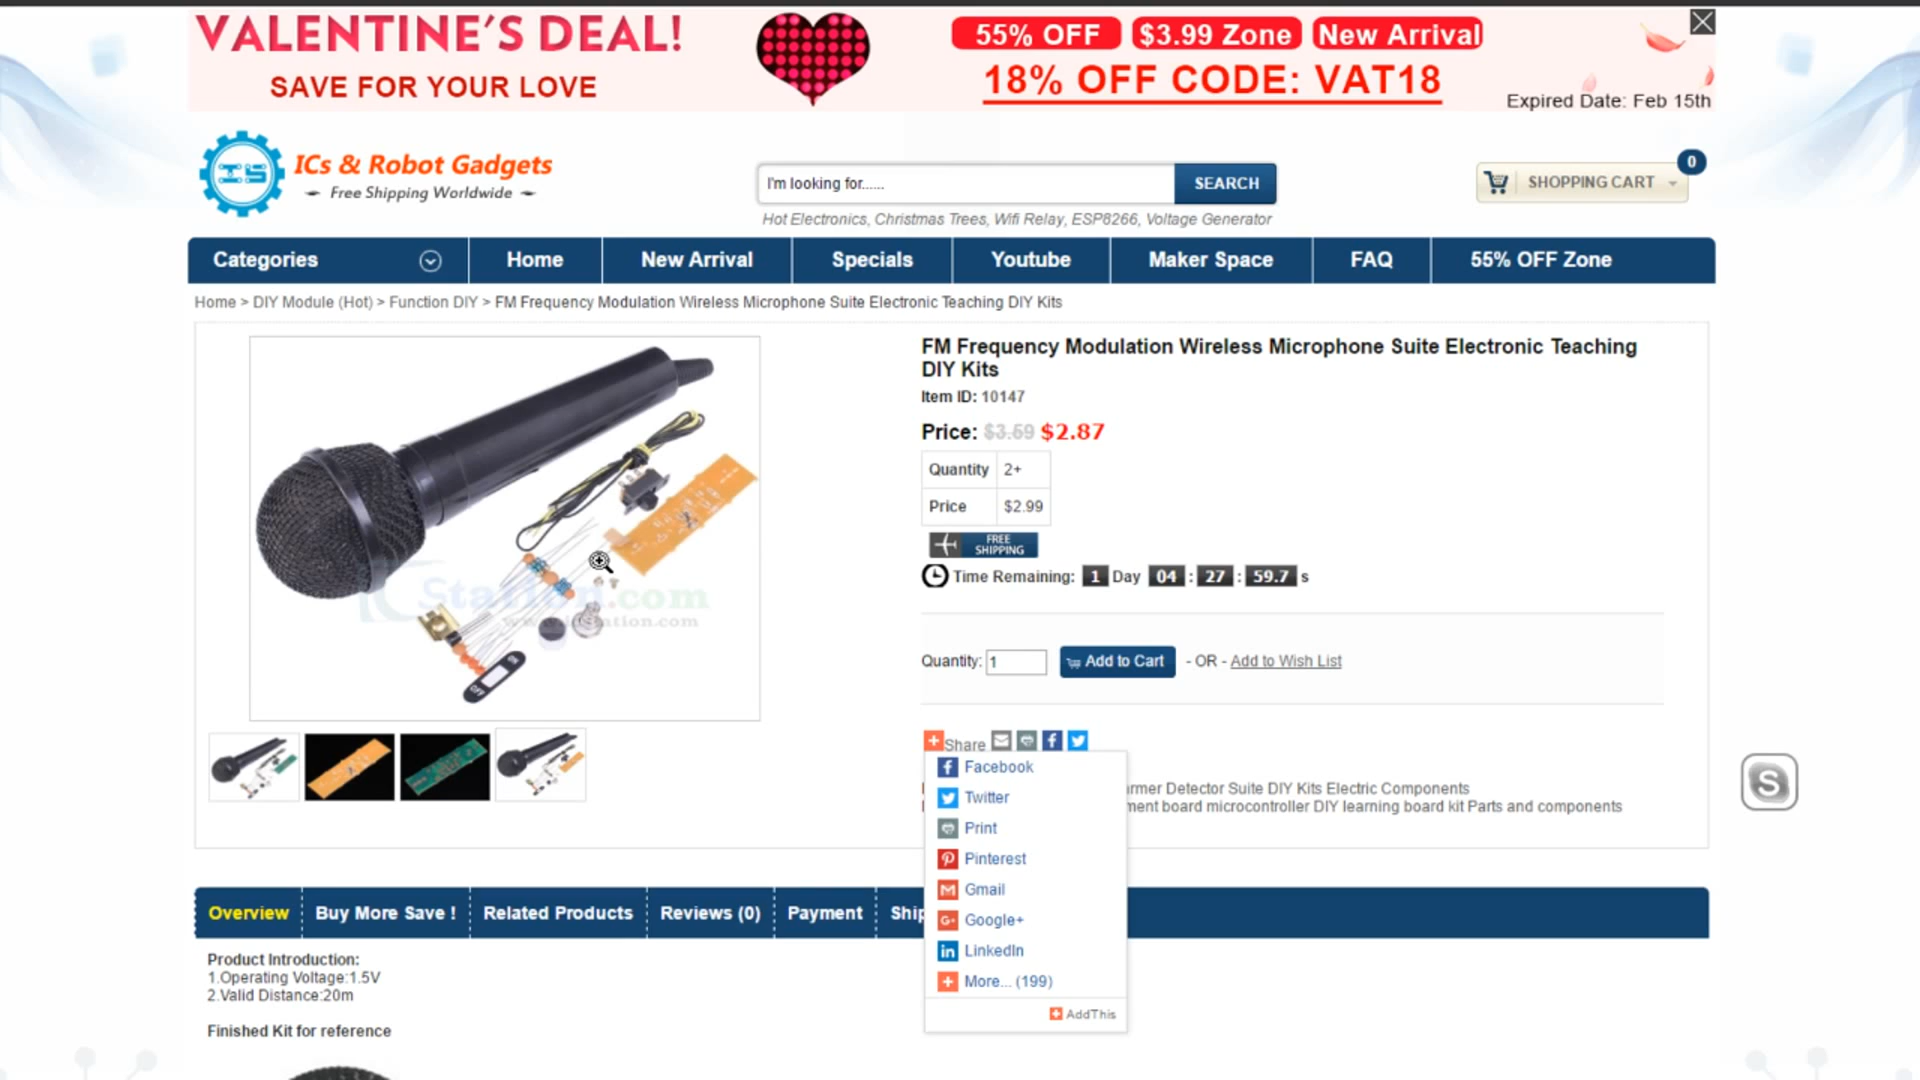 VALENTINE'S DEAL!
SAVE FOR YOUR LOVE
55% OFF
$3.99 Zone
New Arrival
18% OFF CODE: VAT18
Expired Date: Feb 15th
ICs & Robot Gadgets
Free Shipping Worldwide
I'm looking for......
SEARCH
0
SHOPPING CART
Hot Electronics, Christmas Trees, Wifi Relay, ESP8266, Voltage Generator
Categories
Home
New Arrival
Specials
Youtube
Maker Space
FAQ
55% OFF Zone
Home > DIY Module (Hot) > Function DIY > FM Frequency Modulation Wireless Microphone Suite Electronic Teaching DIY Kits
FM Frequency Modulation Wireless Microphone Suite Electronic Teaching
DIY Kits
Item ID: 10147
Price: $3.59 $2.87
Quantity 2+
Price $2.99
FREE
SHIPPING
Time Remaining: 1 Day 04 : 27 : 59.7 s
ON
OFF
Quantity: 1
Add to Cart
- OR - Add to Wish List
Share
Facebook
Twitter
Print
Pinterest
Gmail
Google+
LinkedIn
More... (199)
AddThis
armer Detector Suite DIY Kits Electric Components
ment board microcontroller DIY learning board kit Parts and components
Overview
Buy More Save !
Related Products
Reviews (0)
Payment
Ship
Product Introduction:
1.Operating Voltage:1.5V
2.Valid Distance:20m
Finished Kit for reference